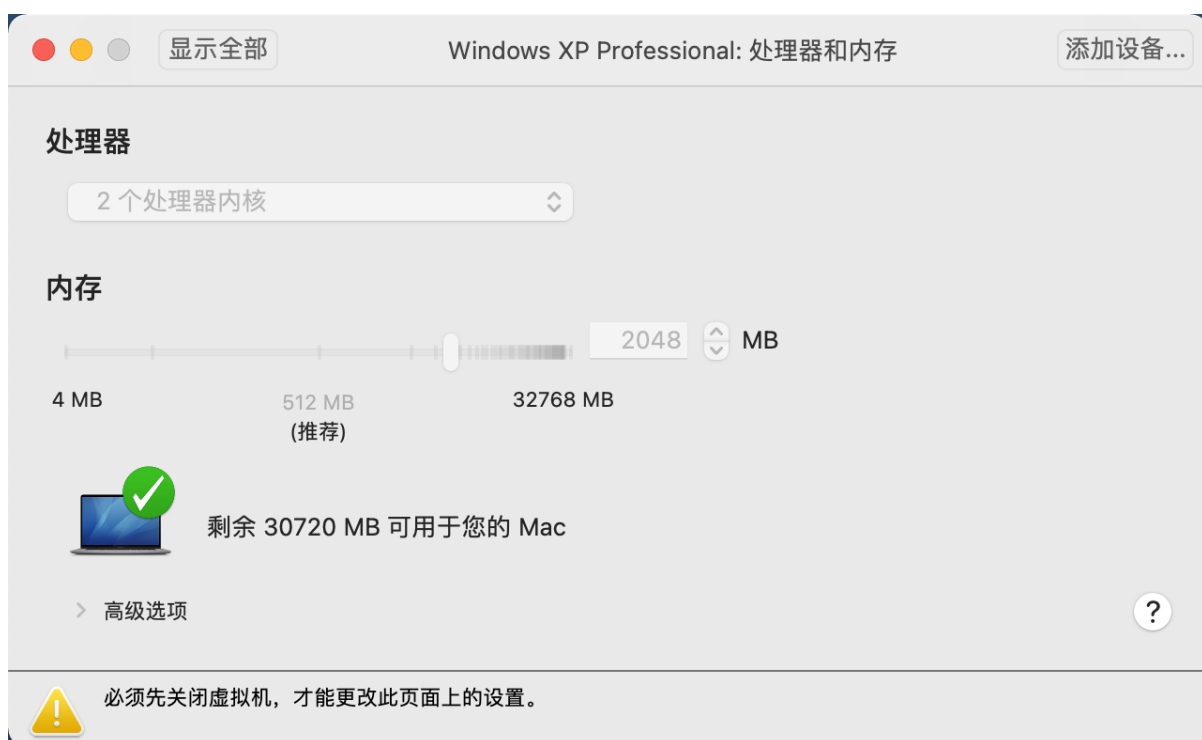 显示全部 Windows XP Professional: 处理器和内存 添加设备...
处理器
2 个处理器内核
内存
2048 MB
4 MB 512 MB 32768 MB
(推荐)
剩余 30720 MB 可用于您的 Mac
高级选项 ?
必须先关闭虚拟机，才能更改此页面上的设置。